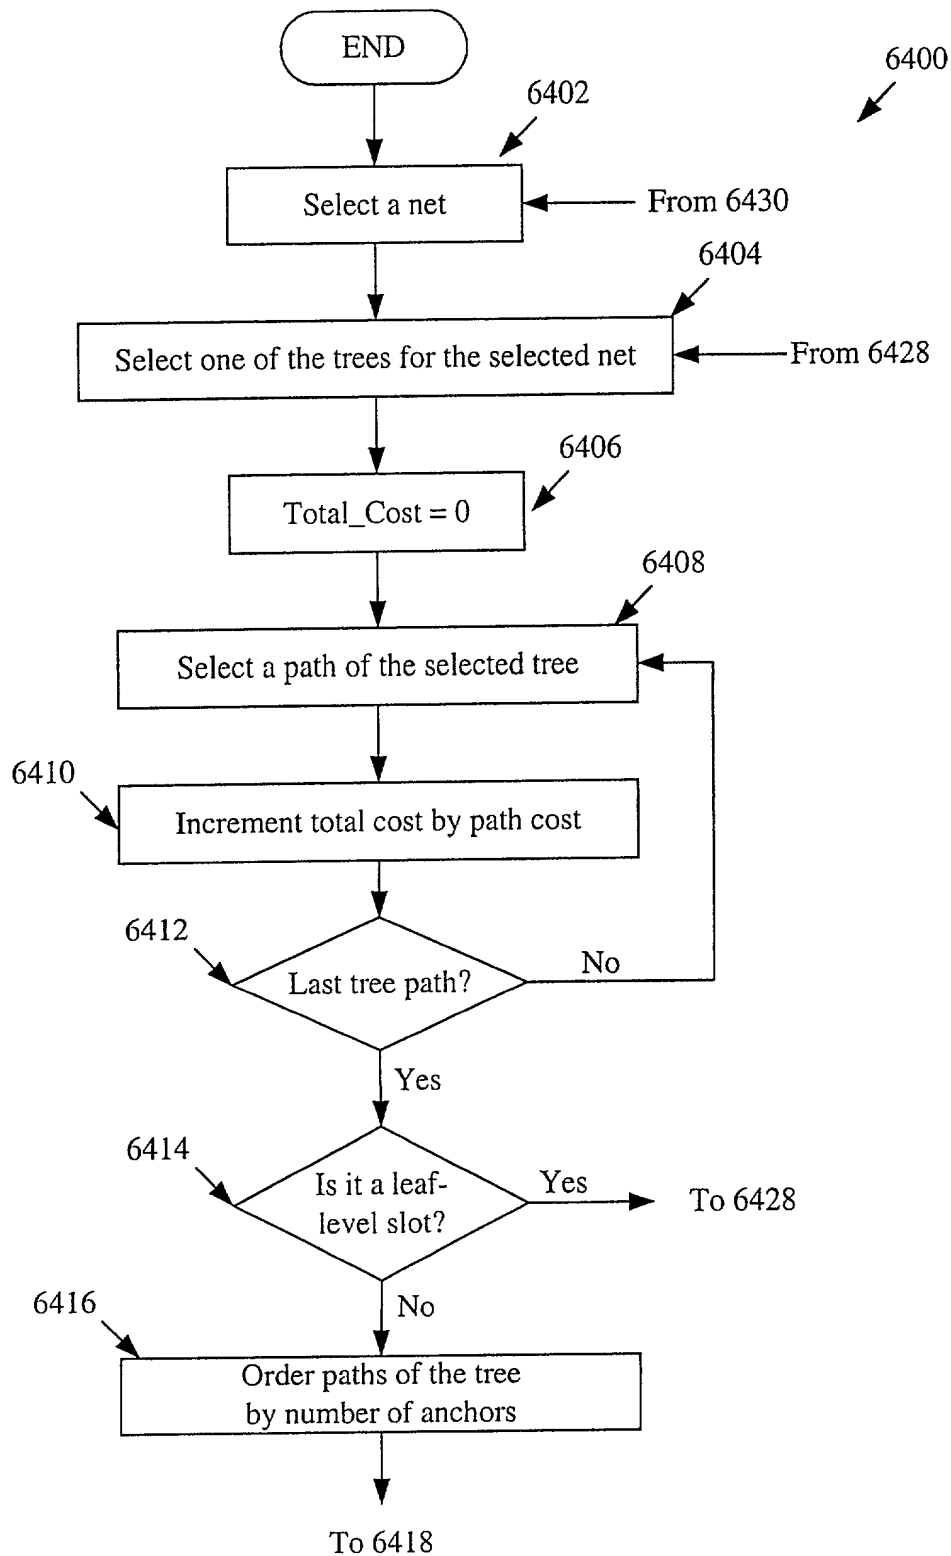 END
6400
6402
Select a net
From 6430
6404
Select one of the trees for the selected net
From 6428
6406
Total_Cost = 0
6408
Select a path of the selected tree
6410
Increment total cost by path cost
6412
Last tree path?
No
Yes
6414
Is it a leaf-
level slot?
Yes
To 6428
No
6416
Order paths of the tree
by number of anchors
To 6418